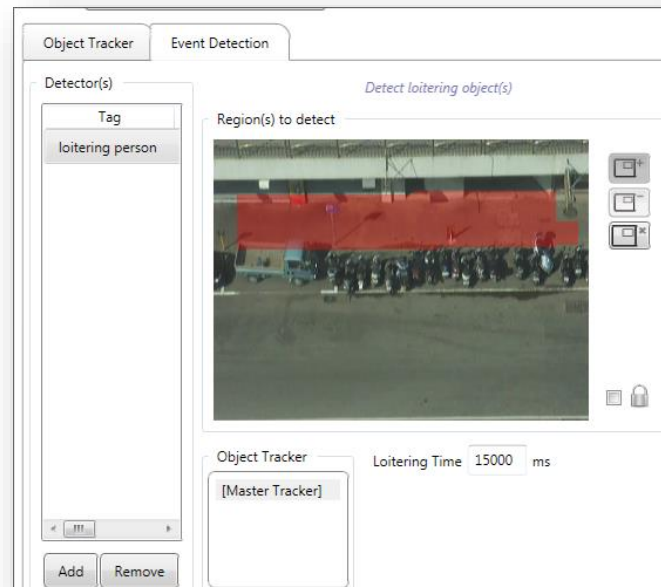 Object Tracker
Event Detection
Detector(s)
Detect loitering object(s)
Tag
Region(s) to detect
loitering person
Object Tracker
Loitering Time 15000 ms
[Master Tracker]
Add
Remove